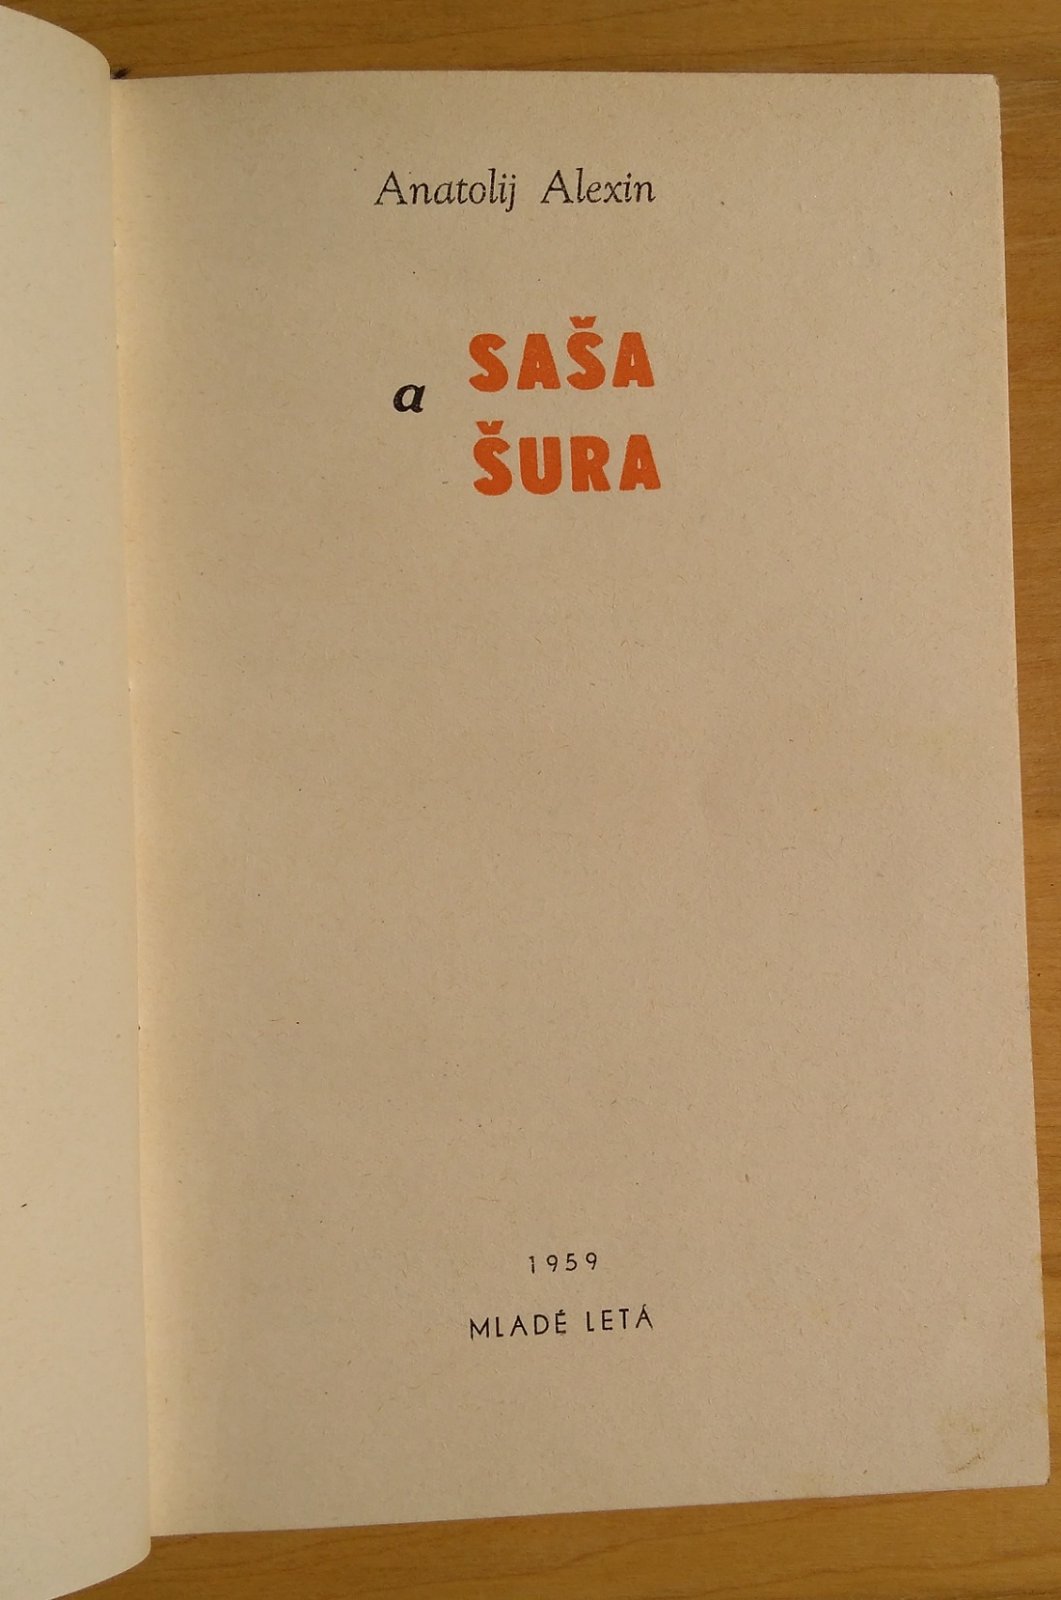 Anatolij Alexin
SAŠA
a
ŠURA
1959
MLADÉ LETÁ